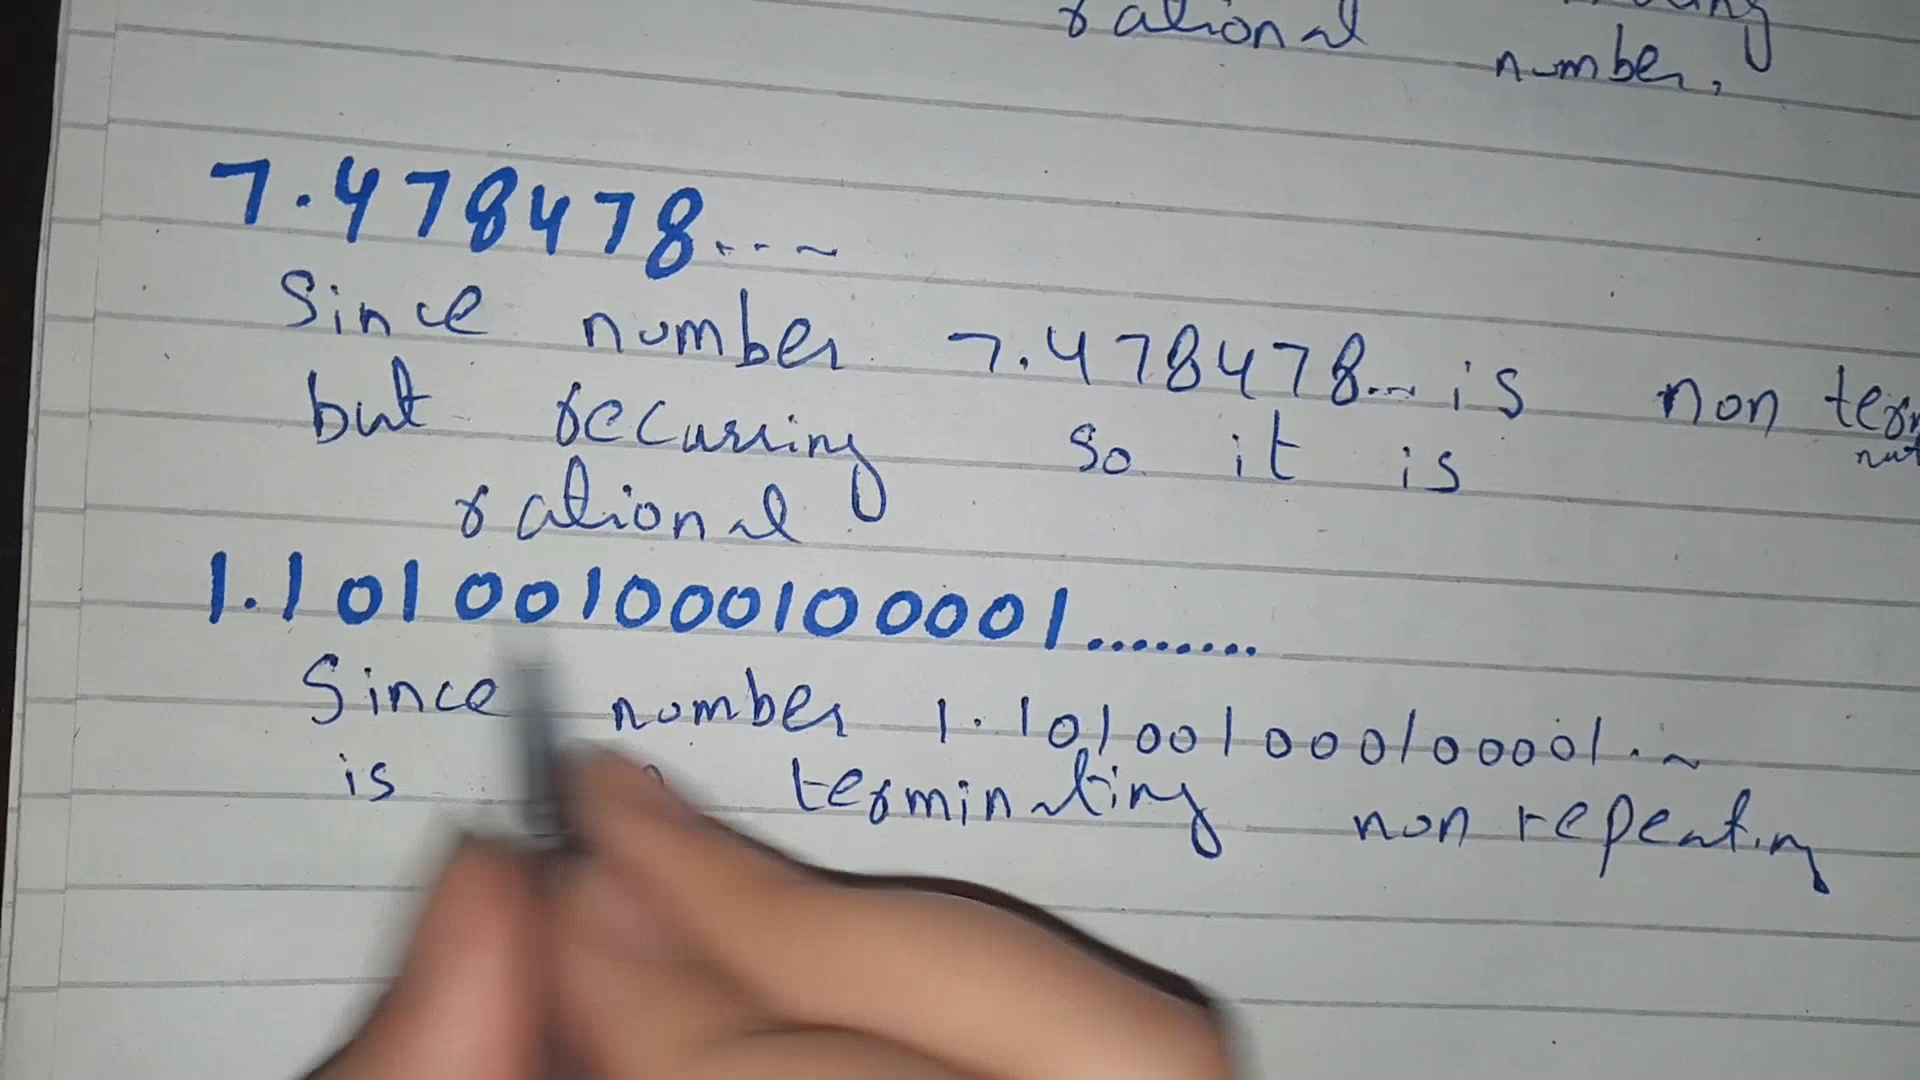 rational
number,
7.478478...
Since number 7.478478... is non
but recurring so it is
rational
1.101001000100001........
Since number 1.101001000100001...
is terminating non repeating